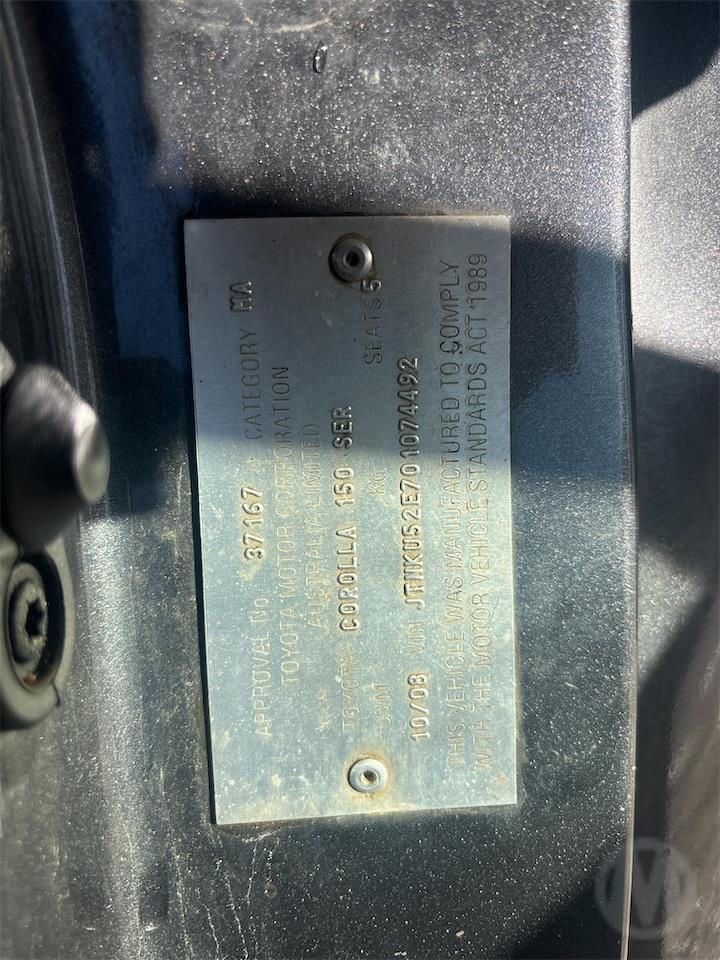 APPROVAL No. 37167 CATEGORY MA
TOYOTA MOTOR CORPORATION
AUSTRALIA LIMITED
TOYOTA COROLLA 150 SER
GVM KG SEATS 5
10/08 VIN JTNKU52E701074492
THIS VEHICLE WAS MANUFACTURED TO COMPLY
WITH THE MOTOR VEHICLE STANDARDS ACT 1989
M